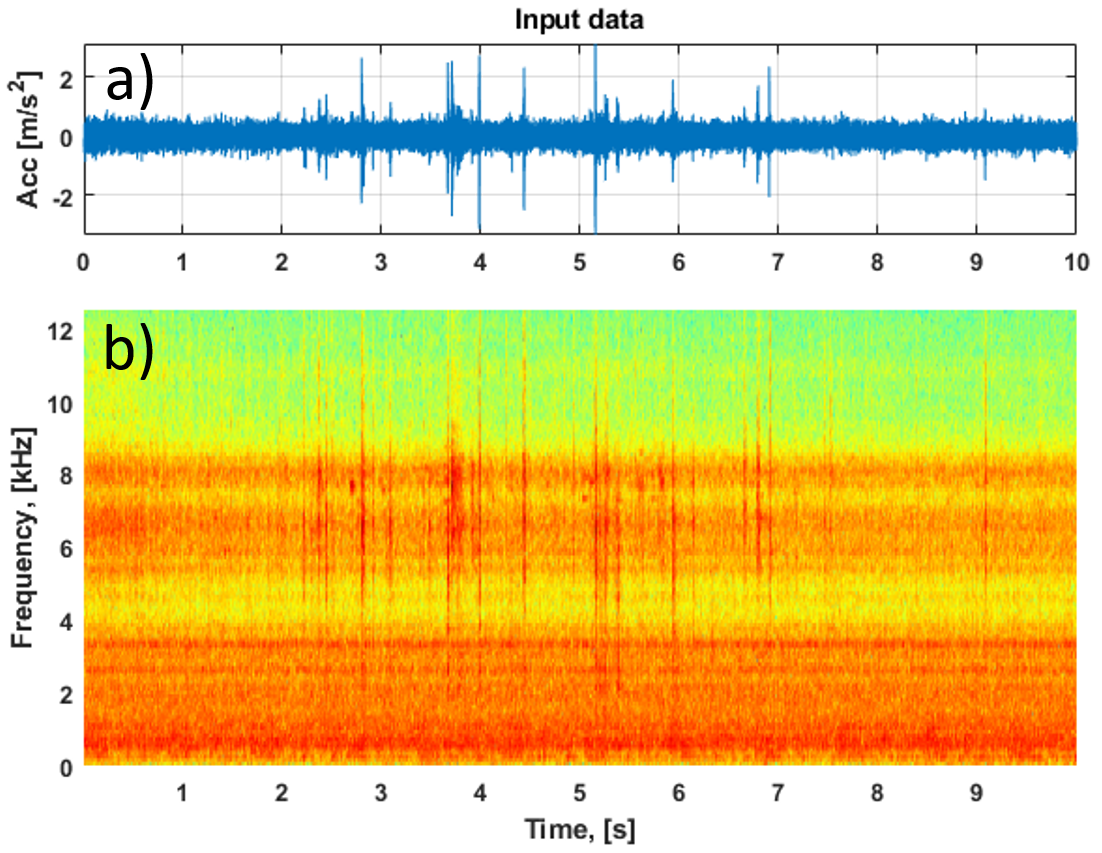 Input data
a)
Acc [m/s²]
2
0
-2
0 1 2 3 4 5 6 7 8 9 10
b)
Frequency, [kHz]
12
10
8
6
4
2
0
1 2 3 4 5 6 7 8 9
Time, [s]